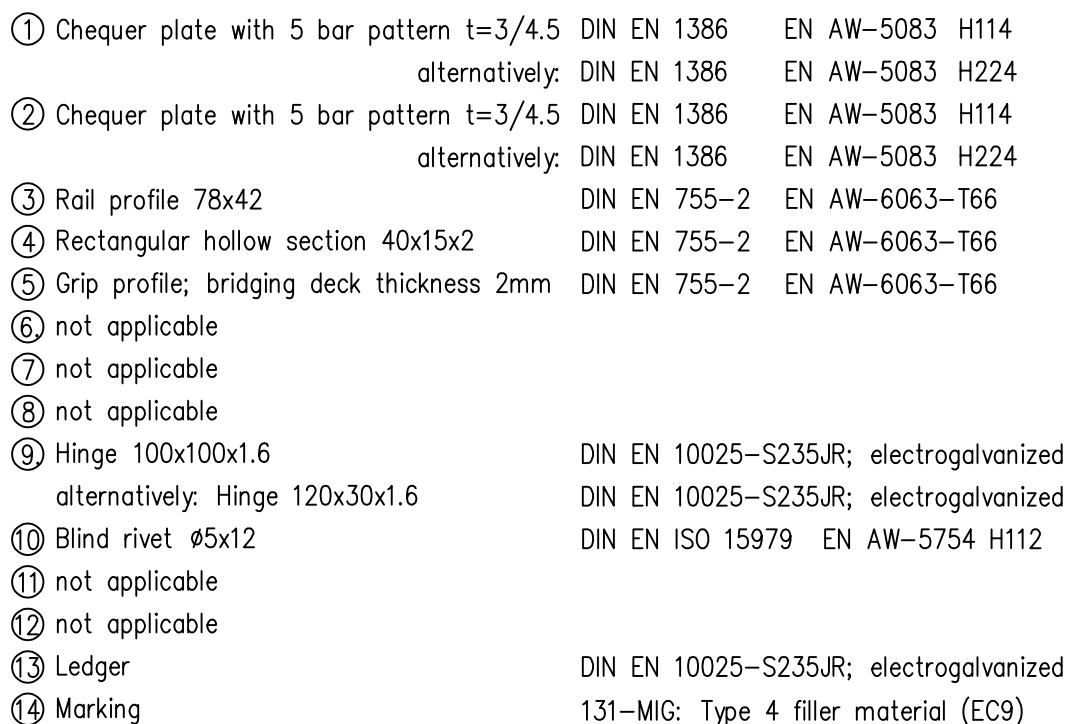 ① Chequer plate with 5 bar pattern t=3/4.5 DIN EN 1386 EN AW-5083 H114
alternatively: DIN EN 1386 EN AW-5083 H224
② Chequer plate with 5 bar pattern t=3/4.5 DIN EN 1386 EN AW-5083 H114
alternatively: DIN EN 1386 EN AW-5083 H224
③ Rail profile 78x42 DIN EN 755-2 EN AW-6063-T66
④ Rectangular hollow section 40x15x2 DIN EN 755-2 EN AW-6063-T66
⑤ Grip profile; bridging deck thickness 2mm DIN EN 755-2 EN AW-6063-T66
⑥. not applicable
⑦ not applicable
⑧ not applicable
⑨. Hinge 100x100x1.6 DIN EN 10025-S235JR; electrogalvanized
alternatively: Hinge 120x30x1.6 DIN EN 10025-S235JR; electrogalvanized
⑩ Blind rivet ø5x12 DIN EN ISO 15979 EN AW-5754 H112
⑪ not applicable
⑫ not applicable
⑬ Ledger DIN EN 10025-S235JR; electrogalvanized
⑭ Marking 131-MIG: Type 4 filler material (EC9)